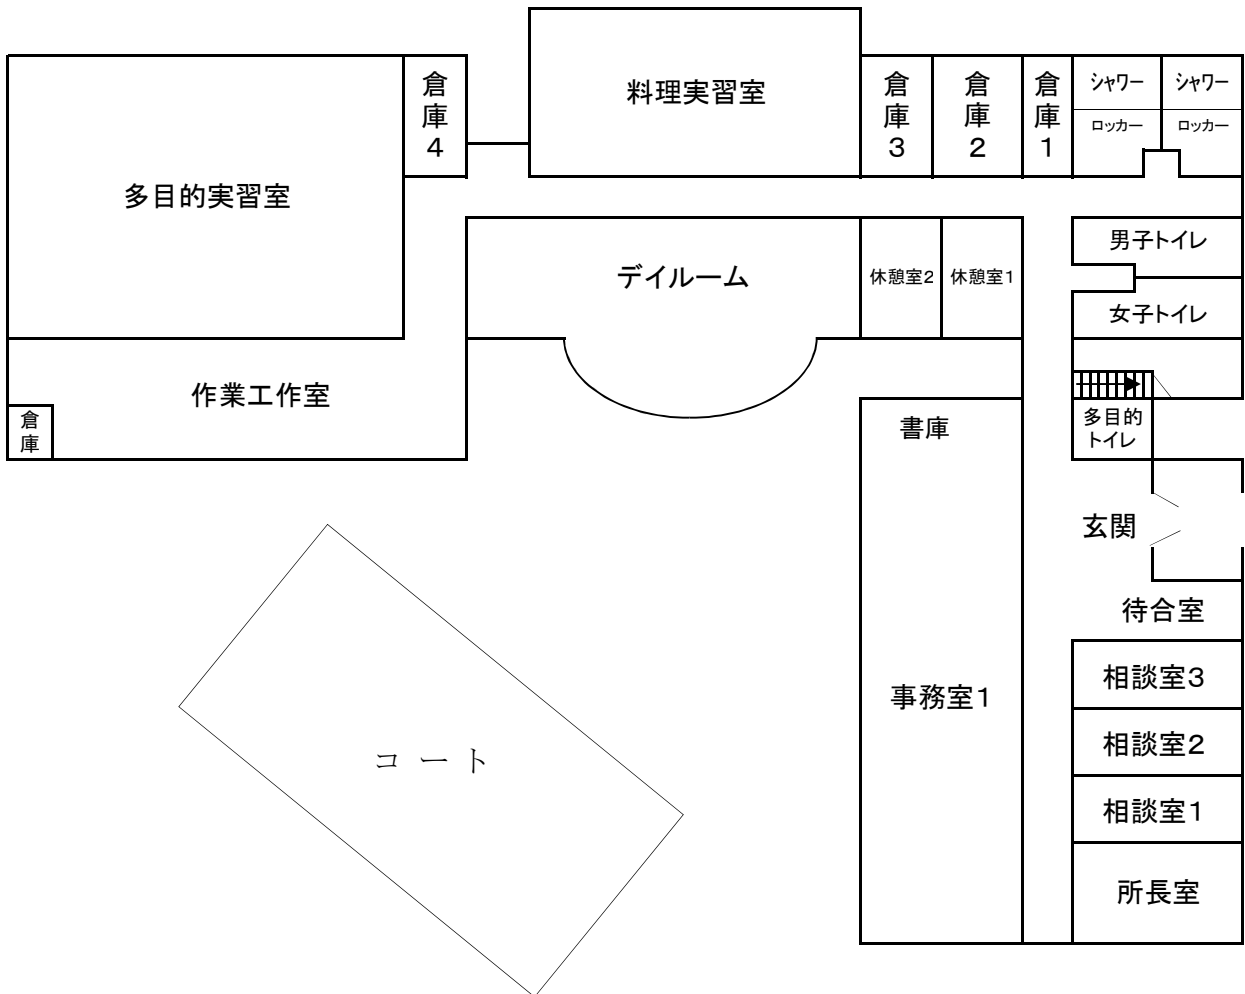 料理実習室
倉庫4
倉庫3
倉庫2
倉庫1
シャワー
シャワー
ロッカー
ロッカー
多目的実習室
男子トイレ
デイルーム
休憩室2
休憩室1
女子トイレ
作業工作室
倉庫
書庫
多目的
トイレ
玄関
待合室
相談室3
事務室1
相談室2
コート
相談室1
所長室